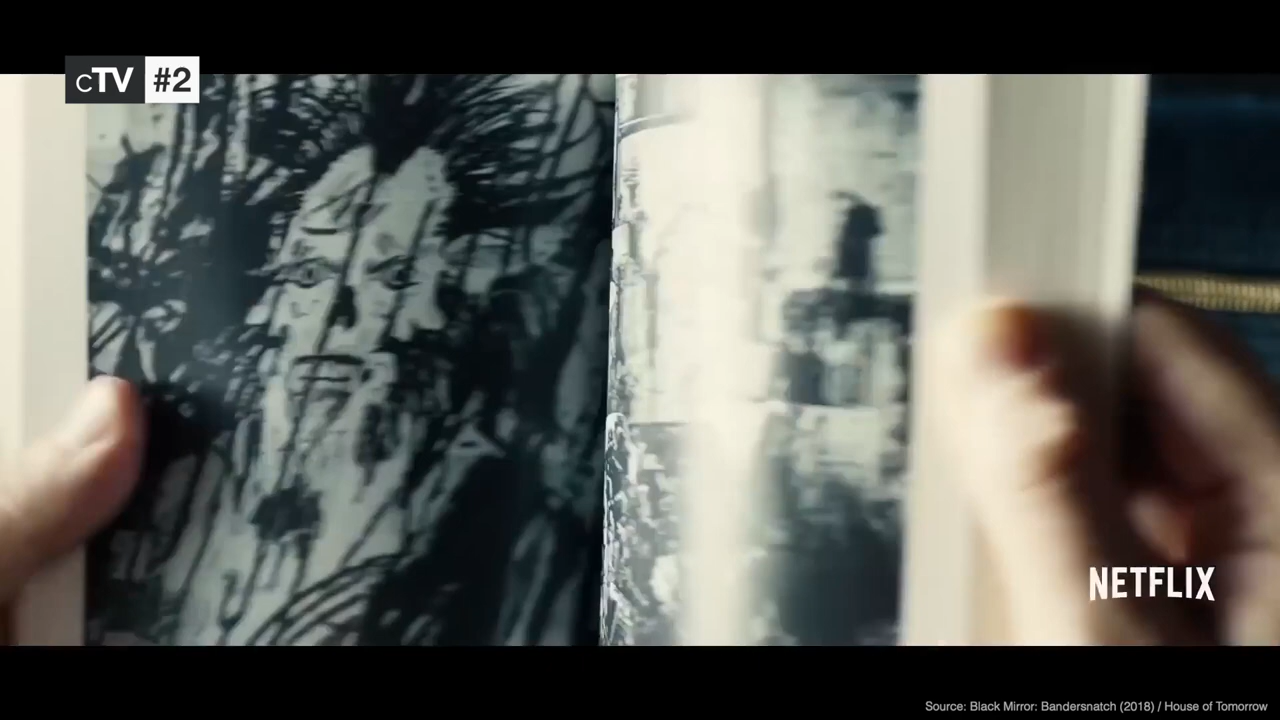 cTV #2
NETFLIX
Source: Black Mirror: Bandersnatch (2018) / House of Tomorrow